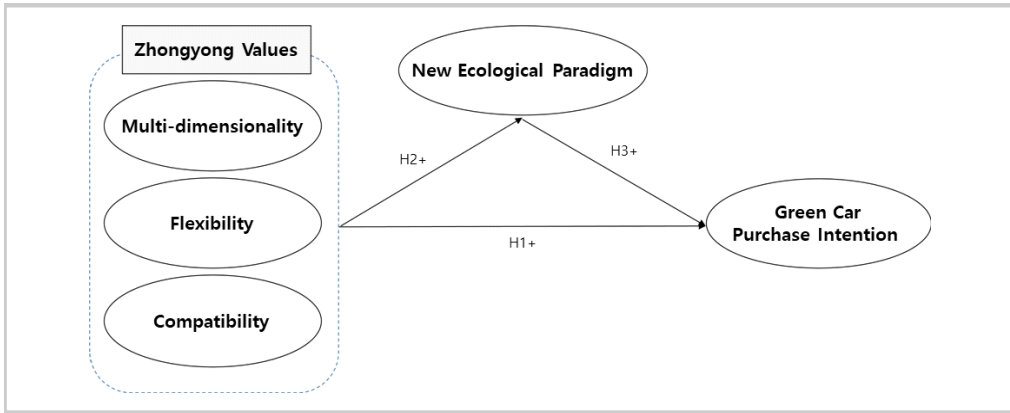 Zhongyong Values
Multi-dimensionality
Flexibility
Compatibility
New Ecological Paradigm
H2+
H3+
H1+
Green Car
Purchase Intention